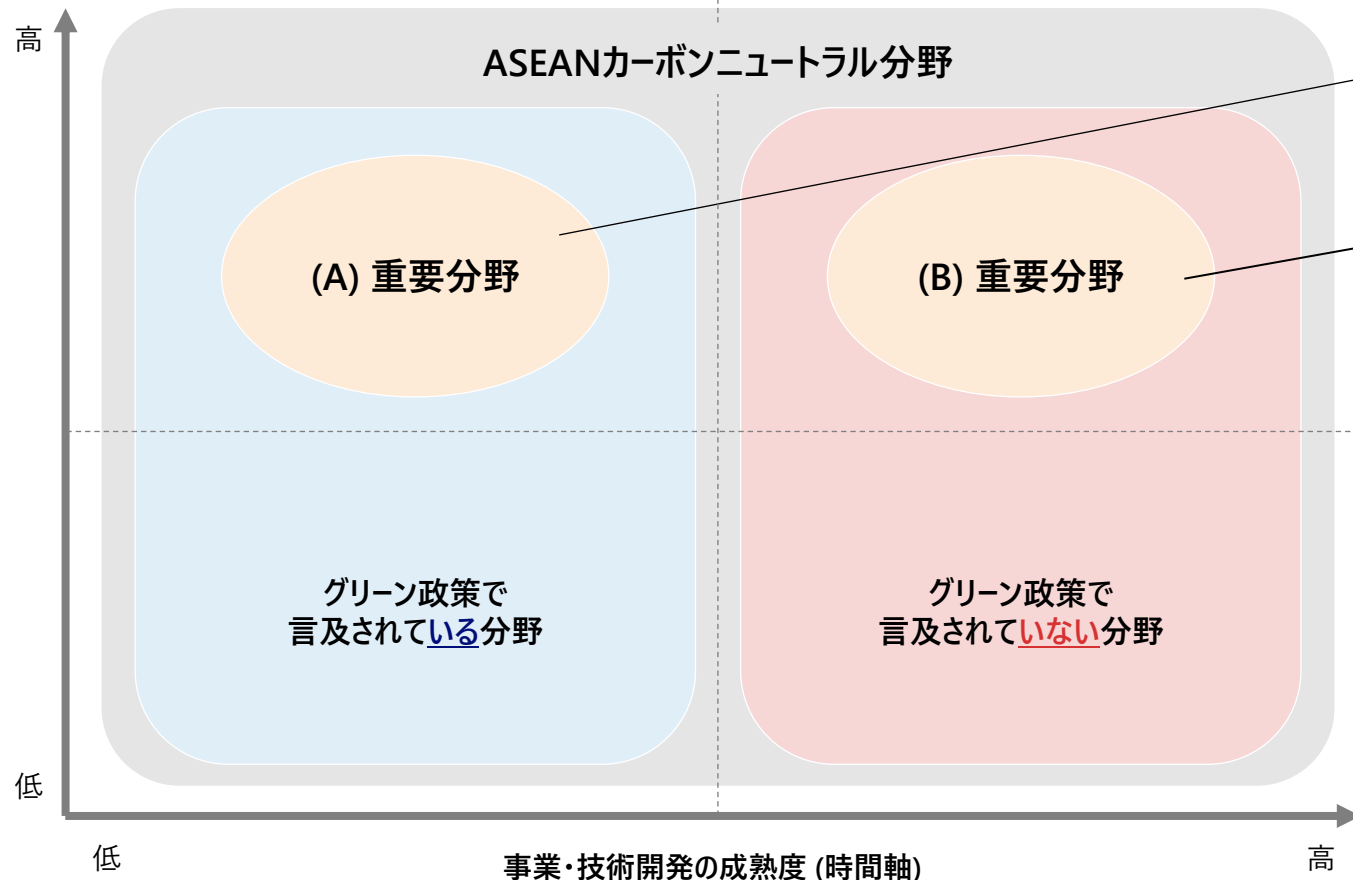 高
ASEANカーボンニュートラル分野
(A) 重要分野
(B) 重要分野
グリーン政策で
言及されている分野
グリーン政策で
言及されていない分野
低
低
事業・技術開発の成熟度 (時間軸)
高